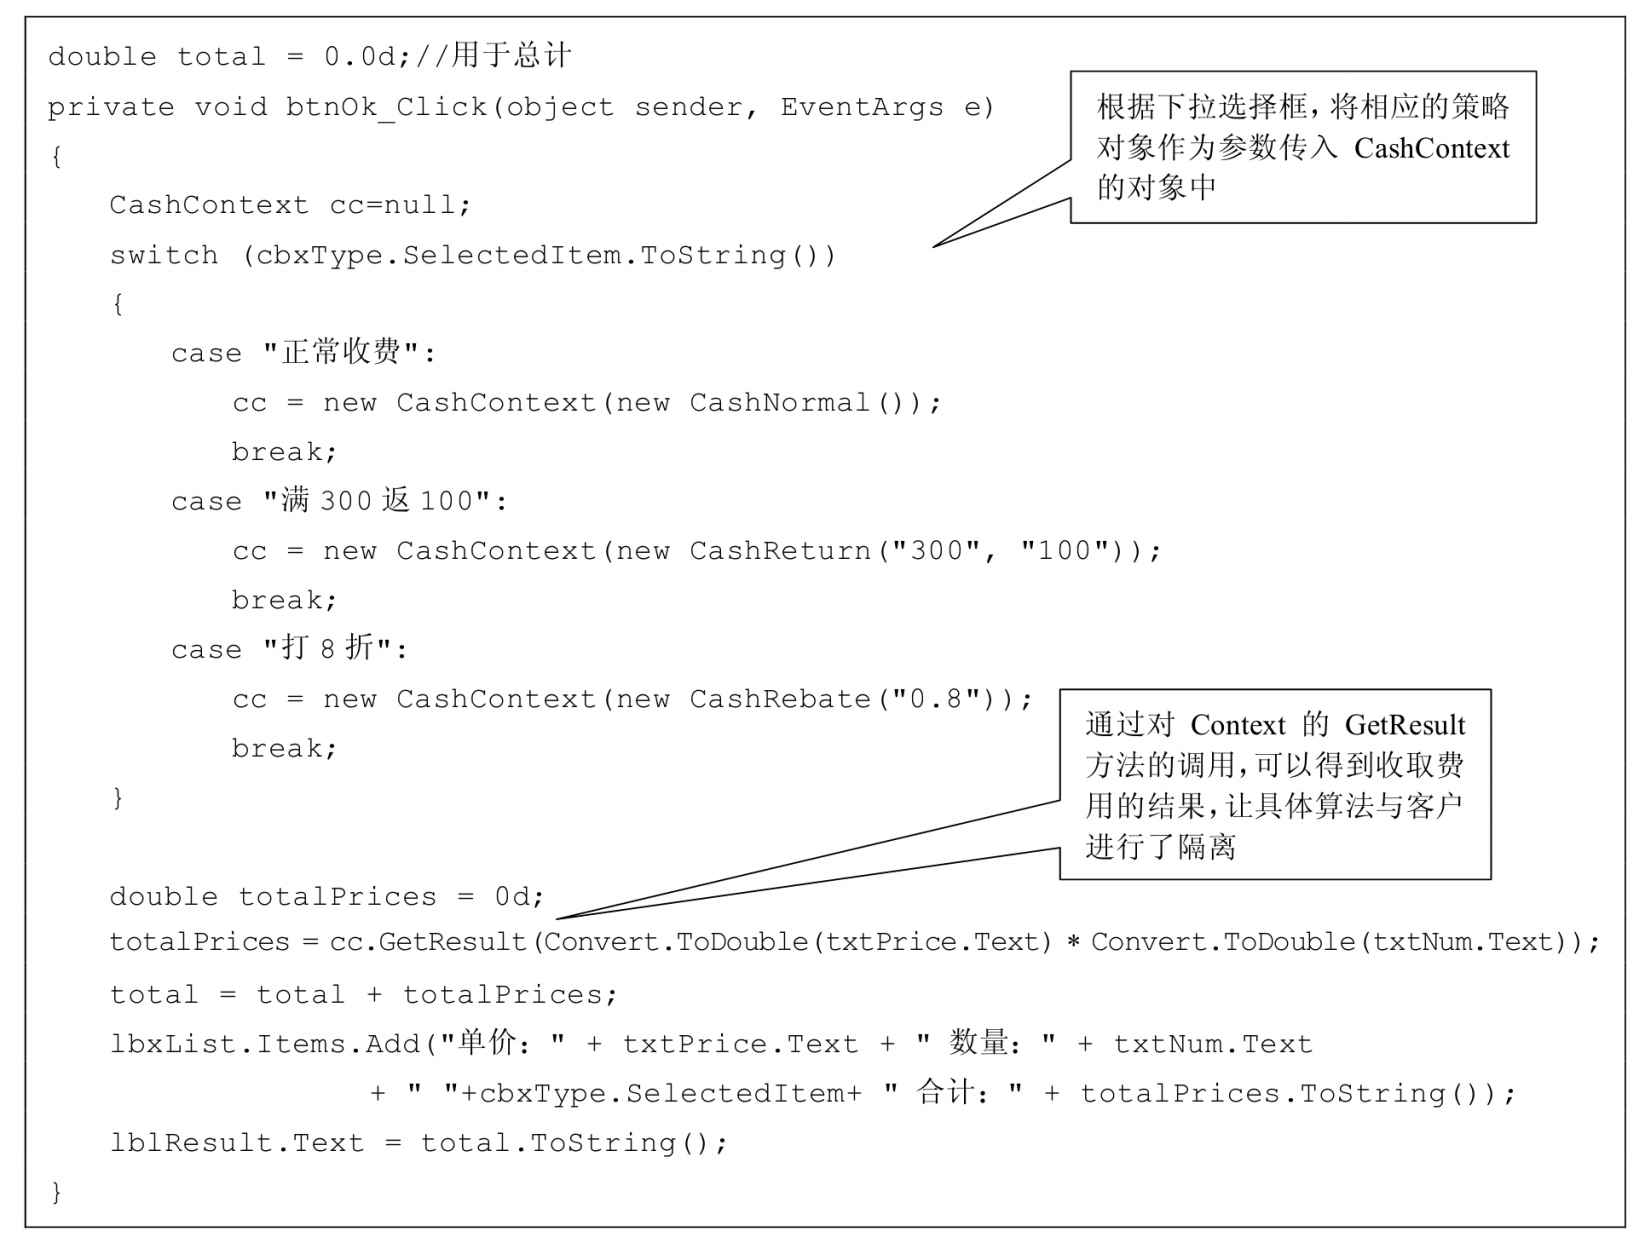 double total = 0.0d;//用于总计
private void btnOk_Click(object sender, EventArgs e)
{
CashContext cc=null;
switch (cbxType.SelectedItem.ToString())
{
case "正常收费":
cc = new CashContext(new CashNormal());
break;
case "满 300 返 100":
cc = new CashContext(new CashReturn("300", "100"));
break;
case "打 8 折":
cc = new CashContext(new CashRebate("0.8"));
break;
}
double totalPrices = 0d;
totalPrices = cc.GetResult(Convert.ToDouble(txtPrice.Text) * Convert.ToDouble(txtNum.Text));
total = total + totalPrices;
lbxList.Items.Add("单价：" + txtPrice.Text + " 数量：" + txtNum.Text
+ " "+cbxType.SelectedItem+ " 合计：" + totalPrices.ToString());
lblResult.Text = total.ToString();
}
根据下拉选择框，将相应的策略
对象作为参数传入 CashContext
的对象中
通过对 Context 的 GetResult
方法的调用，可以得到收取费
用的结果，让具体算法与客户
进行了隔离